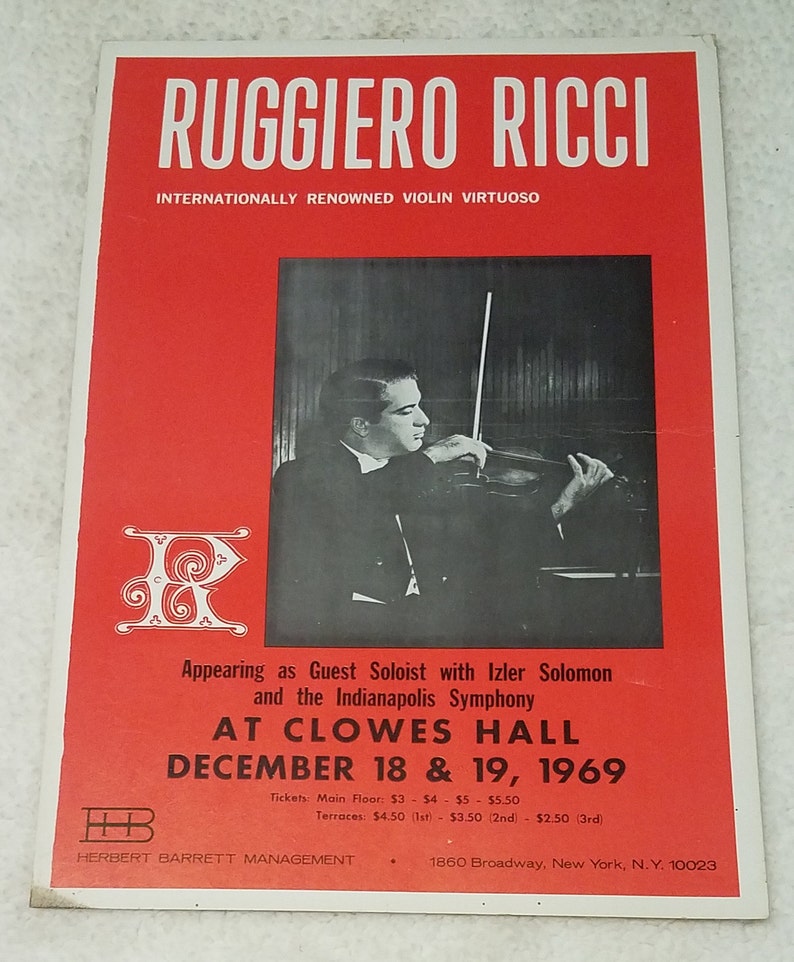 RUGGIERO RICCI
INTERNATIONALLY RENOWNED VIOLIN VIRTUOSO
R
Appearing as Guest Soloist with Izler Solomon
and the Indianapolis Symphony
AT CLOWES HALL
DECEMBER 18 & 19, 1969
Tickets: Main Floor: $3 - $4 - $5 - $5.50
Terraces: $4.50 (1st) - $3.50 (2nd) - $2.50 (3rd)
HB
HERBERT BARRETT MANAGEMENT • 1860 Broadway, New York, N.Y. 10023